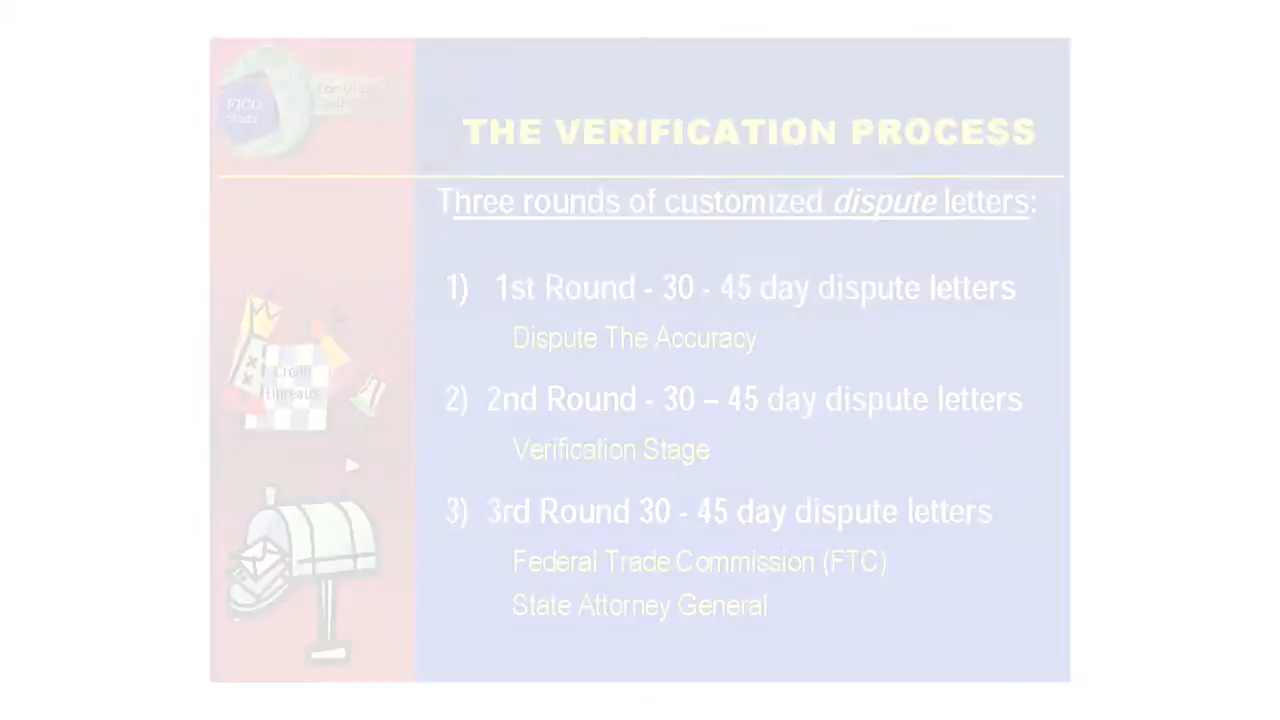 FICO
Score
THE VERIFICATION PROCESS
Three rounds of customized dispute letters:
1) 1st Round - 30 - 45 day dispute letters
Dispute The Accuracy
2) 2nd Round - 30 – 45 day dispute letters
Verification Stage
3) 3rd Round 30 - 45 day dispute letters
Federal Trade Commission (FTC)
State Attorney General
Credit
Bureaus